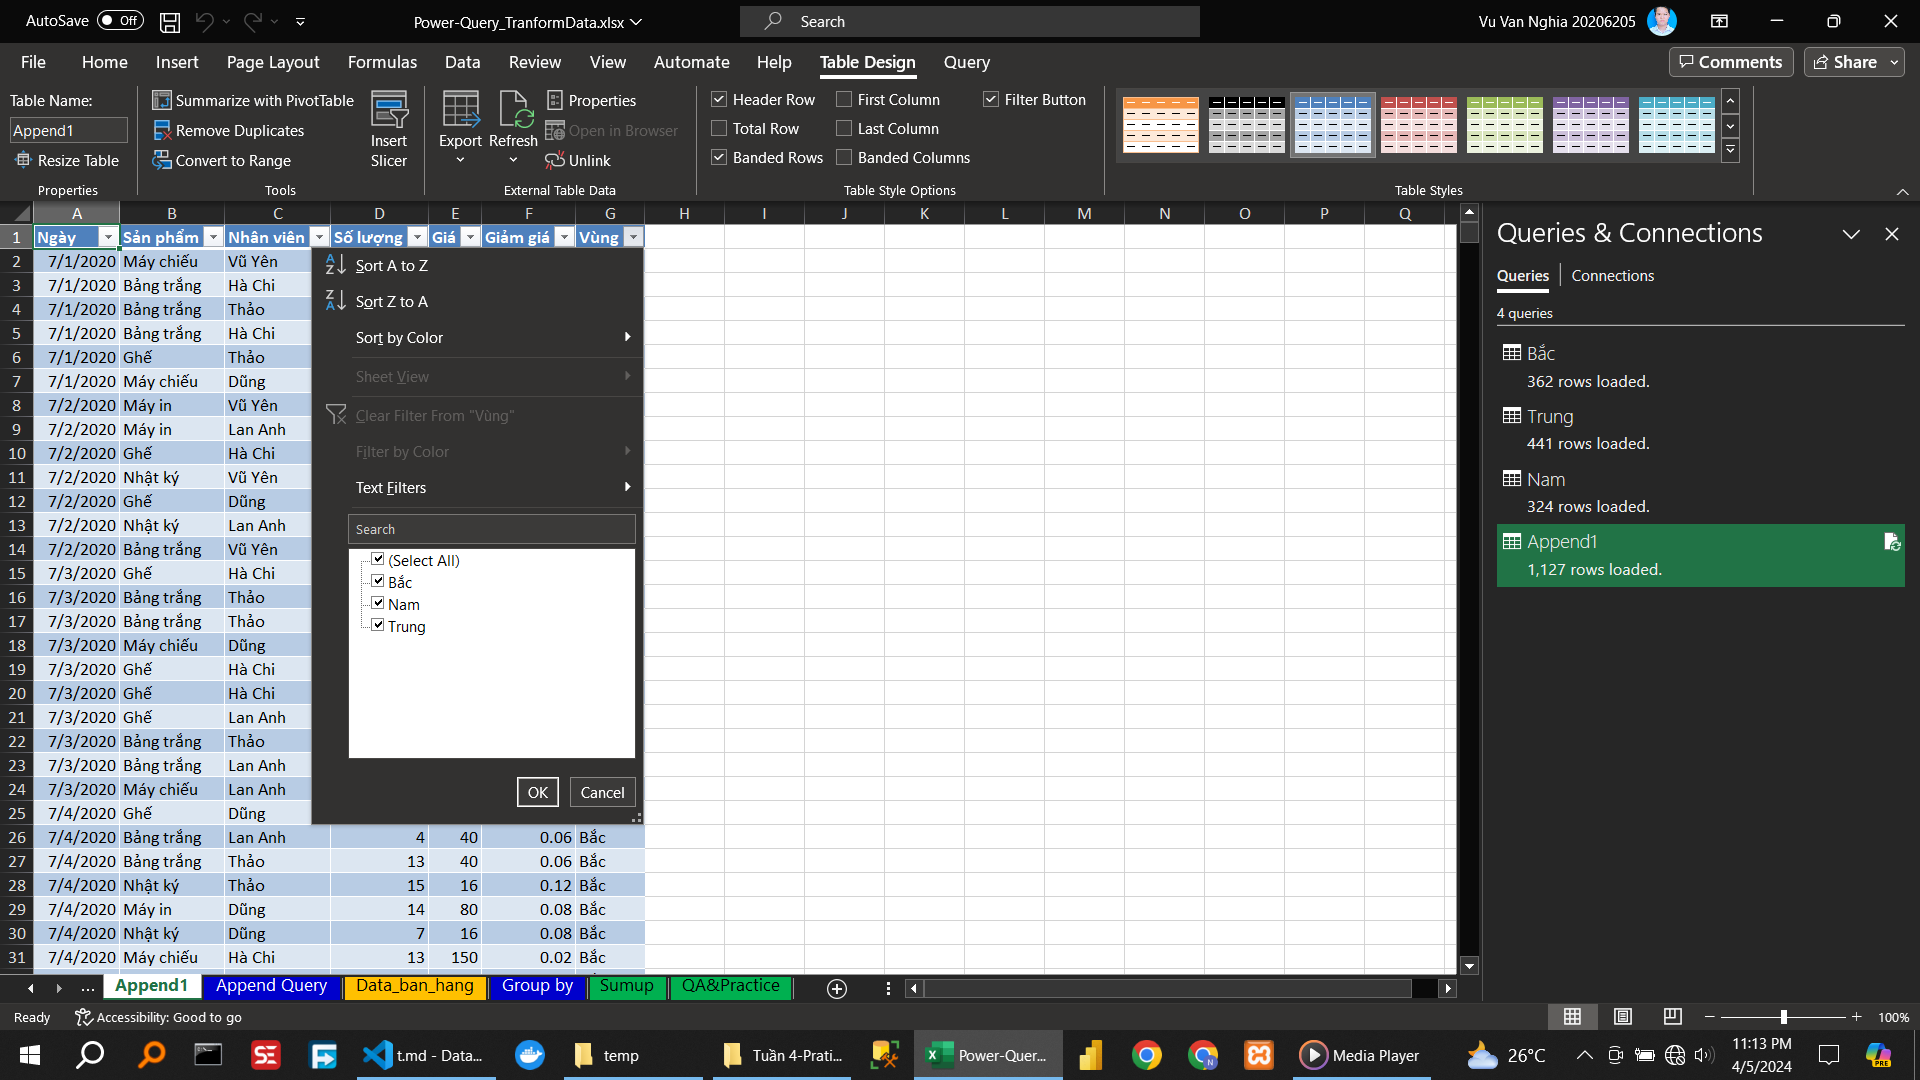 AutoSave Off Power-Query_TranformData.xlsx Search Vu Van Nghia 20206205
File Home Insert Page Layout Formulas Data Review View Automate Help Table Design Query Comments Share
Table Name:
Append1
Resize Table
Properties
Summarize with PivotTable
Remove Duplicates
Convert to Range
Tools
Insert
Slicer
Export
Refresh
Properties
Open in Browser
Unlink
External Table Data
Header Row
Total Row
Banded Rows
First Column
Last Column
Banded Columns
Filter Button
Table Style Options
Table Styles
A B C D E F G H I J K L M N O P Q
1 Ngày Sản phẩm Nhân viên Số lượng Giá Giảm giá Vùng
2 7/1/2020 Máy chiếu Vũ Yên
3 7/1/2020 Bảng trắng Hà Chi
4 7/1/2020 Bảng trắng Thảo
5 7/1/2020 Bảng trắng Hà Chi
6 7/1/2020 Ghế Thảo
7 7/1/2020 Máy chiếu Dũng
8 7/2/2020 Máy in Vũ Yên
9 7/2/2020 Máy in Lan Anh
10 7/2/2020 Ghế Hà Chi
11 7/2/2020 Nhật ký Vũ Yên
12 7/2/2020 Ghế Dũng
13 7/2/2020 Nhật ký Lan Anh
14 7/2/2020 Bảng trắng Vũ Yên
15 7/3/2020 Ghế Hà Chi
16 7/3/2020 Bảng trắng Thảo
17 7/3/2020 Bảng trắng Thảo
18 7/3/2020 Máy chiếu Dũng
19 7/3/2020 Ghế Hà Chi
20 7/3/2020 Ghế Hà Chi
21 7/3/2020 Ghế Lan Anh
22 7/3/2020 Bảng trắng Thảo
23 7/3/2020 Bảng trắng Lan Anh
24 7/3/2020 Máy chiếu Lan Anh
25 7/4/2020 Ghế Dũng
26 7/4/2020 Bảng trắng Lan Anh 4 40 0.06 Bắc
27 7/4/2020 Bảng trắng Thảo 13 40 0.06 Bắc
28 7/4/2020 Nhật ký Thảo 15 16 0.12 Bắc
29 7/4/2020 Máy in Dũng 14 80 0.08 Bắc
30 7/4/2020 Nhật ký Dũng 7 16 0.08 Bắc
31 7/4/2020 Máy chiếu Hà Chi 13 150 0.02 Bắc
Sort A to Z
Sort Z to A
Sort by Color
Sheet View
Clear Filter From "Vùng"
Filter by Color
Text Filters
Search
(Select All)
Bắc
Nam
Trung
OK Cancel
Queries & Connections
Queries Connections
4 queries
Bắc
362 rows loaded.
Trung
441 rows loaded.
Nam
324 rows loaded.
Append1
1,127 rows loaded.
... Append1 Append Query Data_ban_hang Group by Sumup QA&Practice
Ready Accessibility: Good to go 100%
t.md - Data... temp Tuần 4-Prati... Power-Quer... Media Player 26°C 11:13 PM
4/5/2024